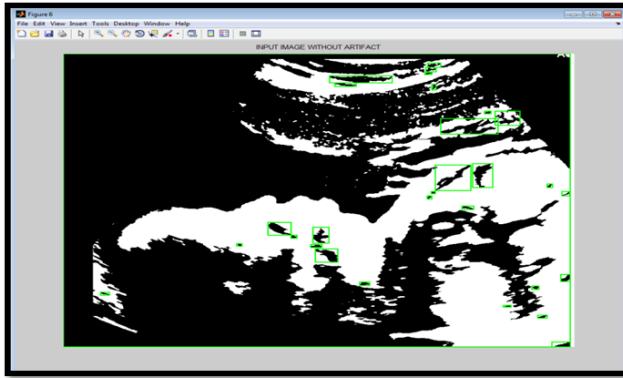 Figure 6
File Edit View Insert Tools Desktop Window Help
INPUT IMAGE WITHOUT ARTIFACT